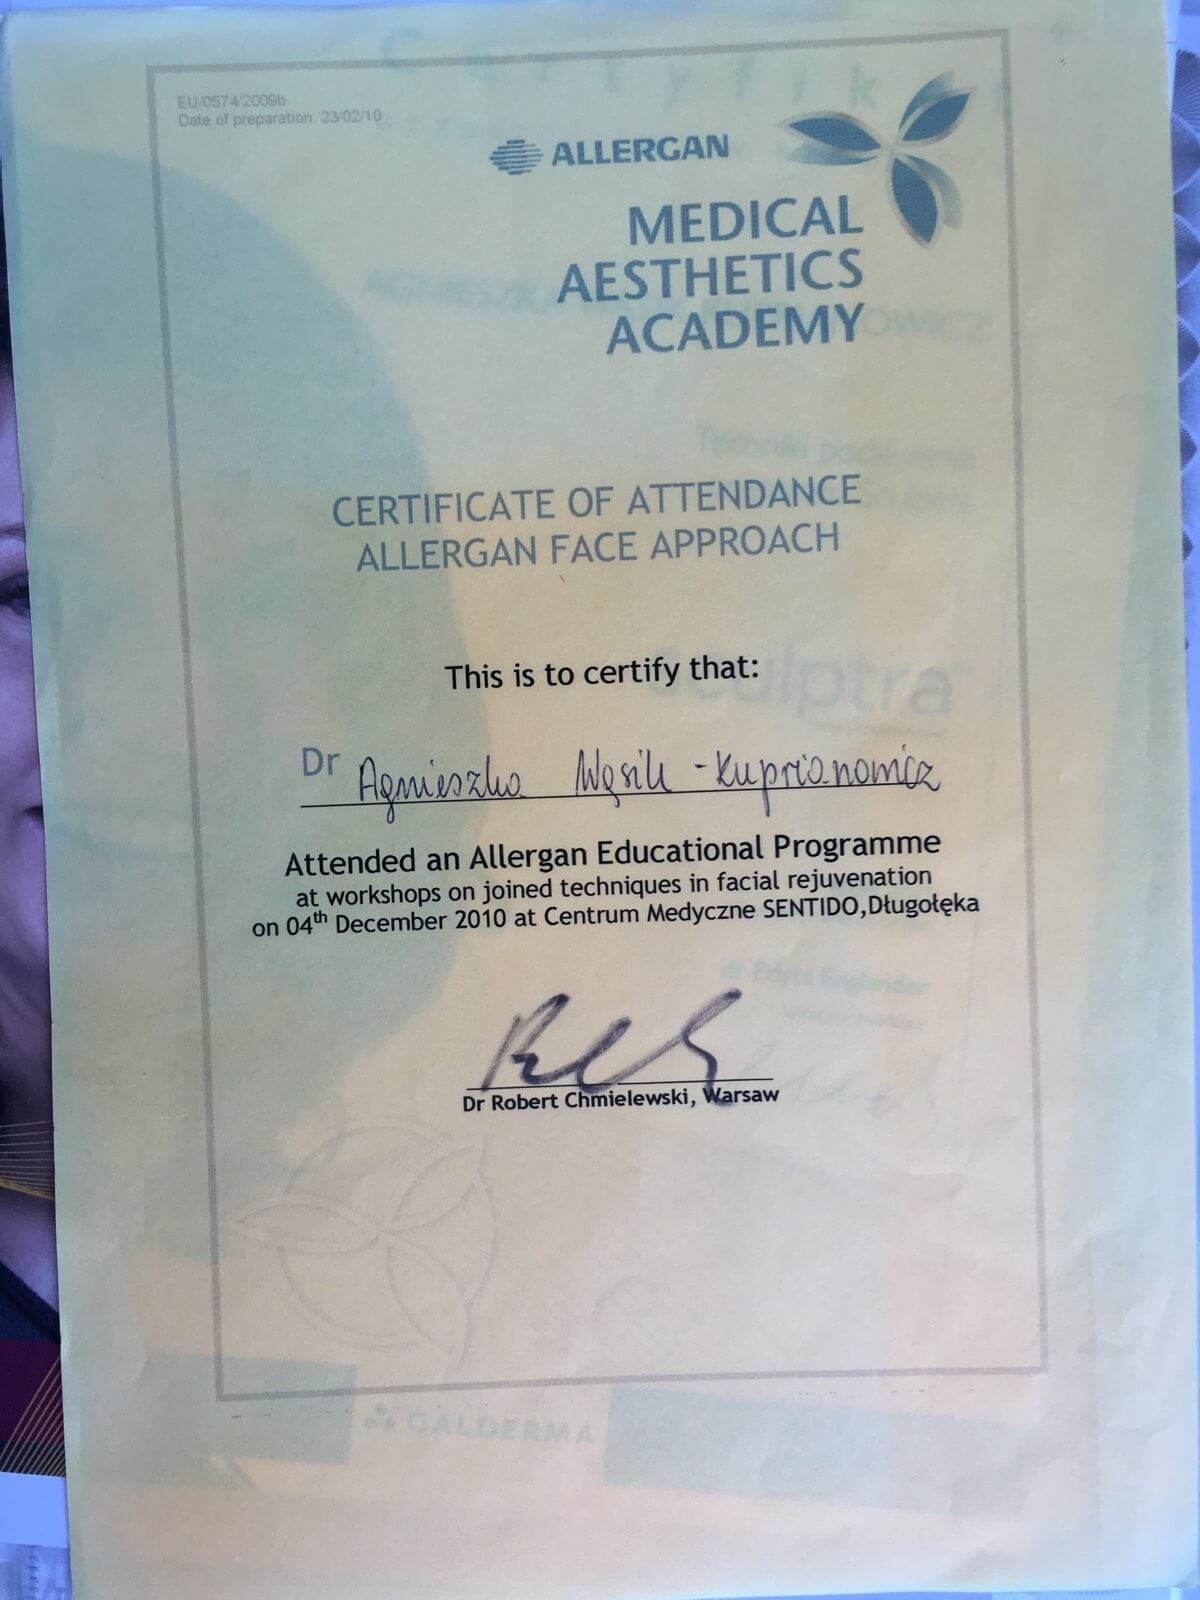 EU/0574/2009b
Date of preparation: 23/02/10
ALLERGAN
MEDICAL
AESTHETICS
ACADEMY
CERTIFICATE OF ATTENDANCE
ALLERGAN FACE APPROACH
This is to certify that:
Dr Agnieszka Wąsik-Kuprianowicz
Attended an Allergan Educational Programme
at workshops on joined techniques in facial rejuvenation
on 04th December 2010 at Centrum Medyczne SENTIDO,Długołęka
Dr Robert Chmielewski, Warsaw
sculptra
GALDERMA